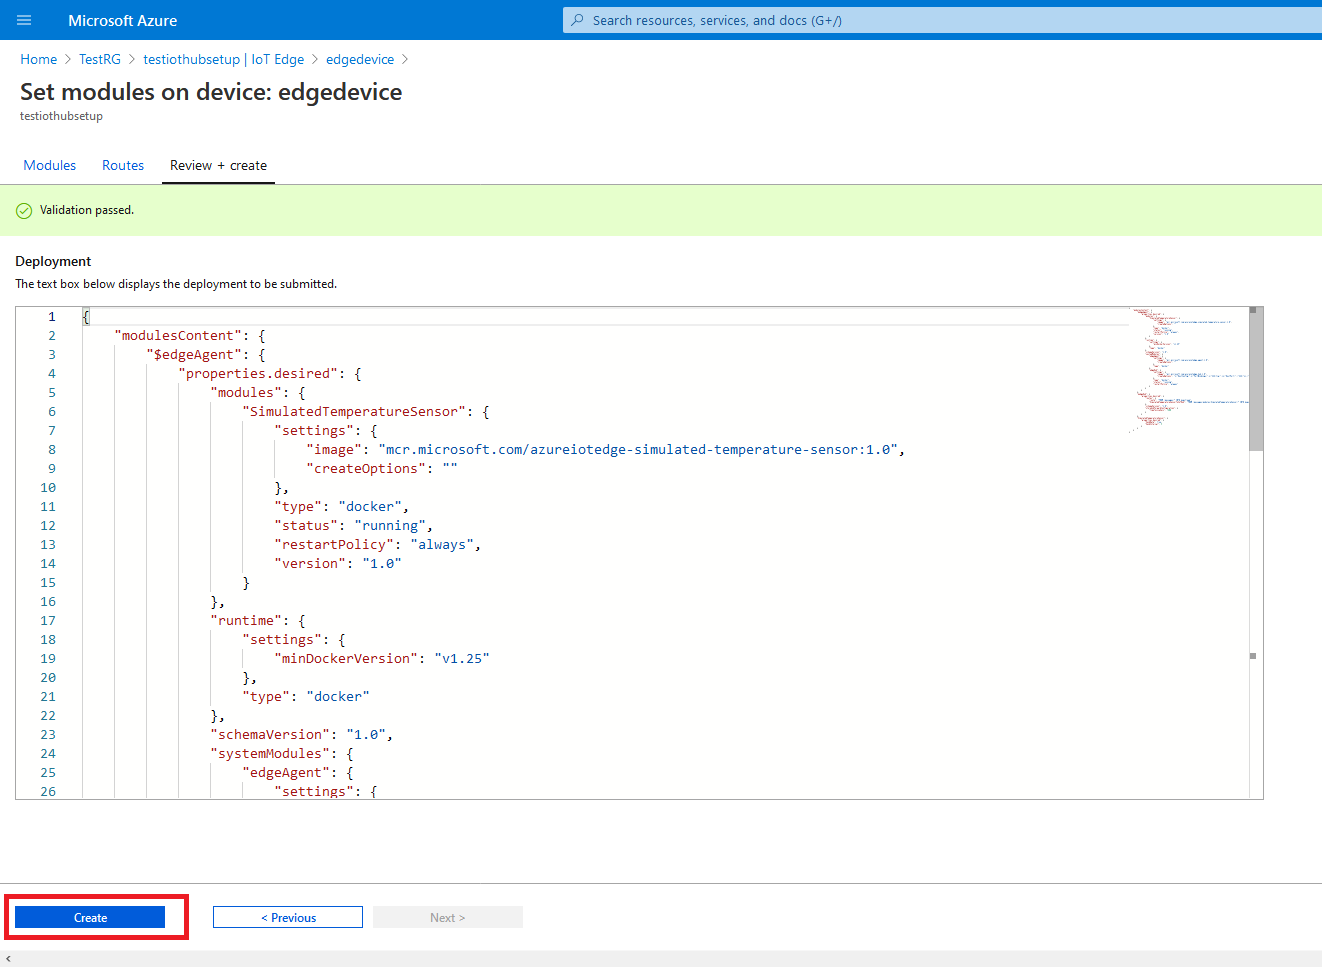 Microsoft Azure
Search resources, services, and docs (G+/)
Home > TestRG > testiothubsetup | IoT Edge > edgedevice >
Set modules on device: edgedevice
testiothubsetup
Modules Routes Review + create
Validation passed.
Deployment
The text box below displays the deployment to be submitted.
1 {
2 "modulesContent": {
3 "$edgeAgent": {
4 "properties.desired": {
5 "modules": {
6 "SimulatedTemperatureSensor": {
7 "settings": {
8 "image": "mcr.microsoft.com/azureiotedge-simulated-temperature-sensor:1.0",
9 "createOptions": ""
10 },
11 "type": "docker",
12 "status": "running",
13 "restartPolicy": "always",
14 "version": "1.0"
15 }
16 },
17 "runtime": {
18 "settings": {
19 "minDockerVersion": "v1.25"
20 },
21 "type": "docker"
22 },
23 "schemaVersion": "1.0",
24 "systemModules": {
25 "edgeAgent": {
26 "settings": {
Create < Previous Next >